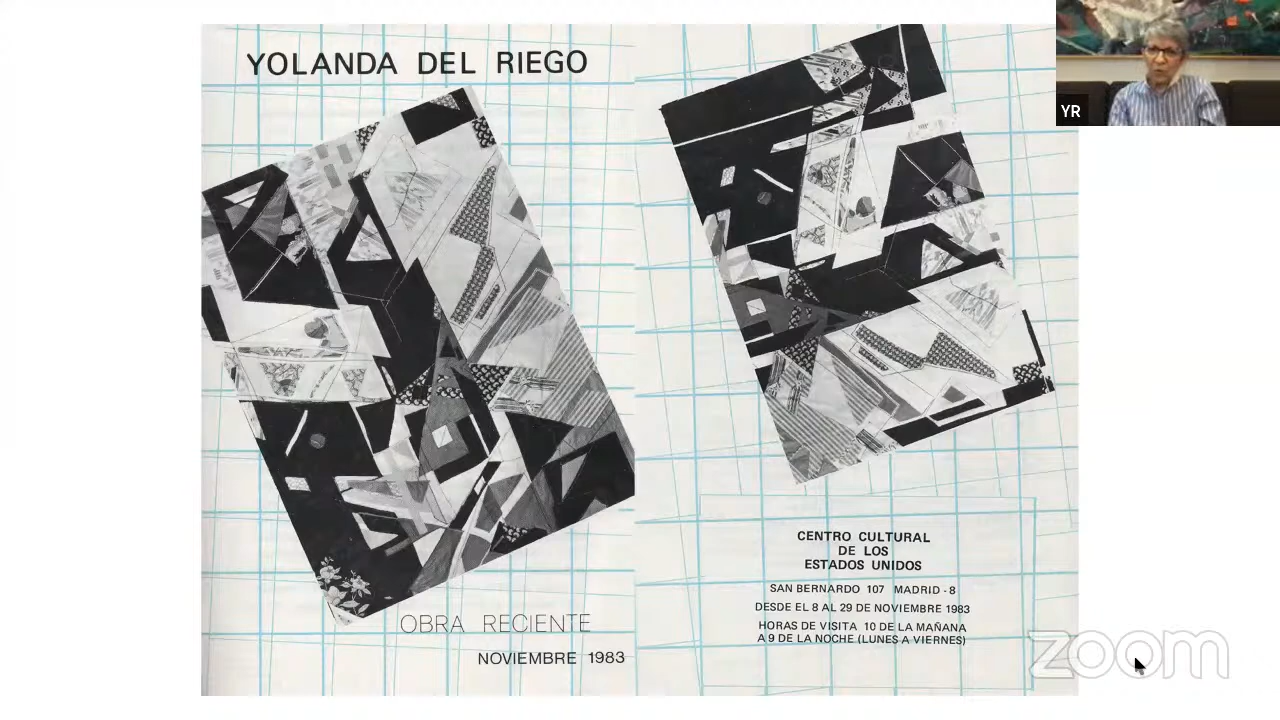 YOLANDA DEL RIEGO
OBRA RECIENTE
NOVIEMBRE 1983
CENTRO CULTURAL
DE LOS
ESTADOS UNIDOS
SAN BERNARDO 107 MADRID - 8
DESDE EL 8 AL 29 DE NOVIEMBRE 1983
HORAS DE VISITA 10 DE LA MAÑANA
A 9 DE LA NOCHE (LUNES A VIERNES)
YR
zoom